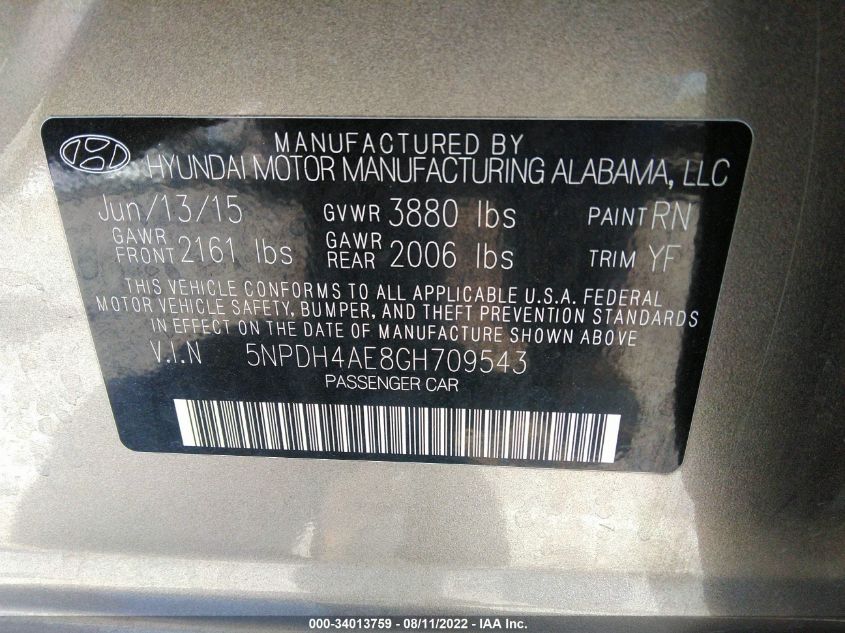 MANUFACTURED BY
HYUNDAI MOTOR MANUFACTURING ALABAMA, LLC
Jun/13/15 GVWR 3880 lbs PAINT RN
GAWR FRONT 2161 lbs GAWR REAR 2006 lbs TRIM YF
THIS VEHICLE CONFORMS TO ALL APPLICABLE U.S.A. FEDERAL
MOTOR VEHICLE SAFETY, BUMPER, AND THEFT PREVENTION STANDARDS
IN EFFECT ON THE DATE OF MANUFACTURE SHOWN ABOVE
V.I.N 5NPDH4AE8GH709543
PASSENGER CAR
000-34013759 - 08/11/2022 - IAA Inc.